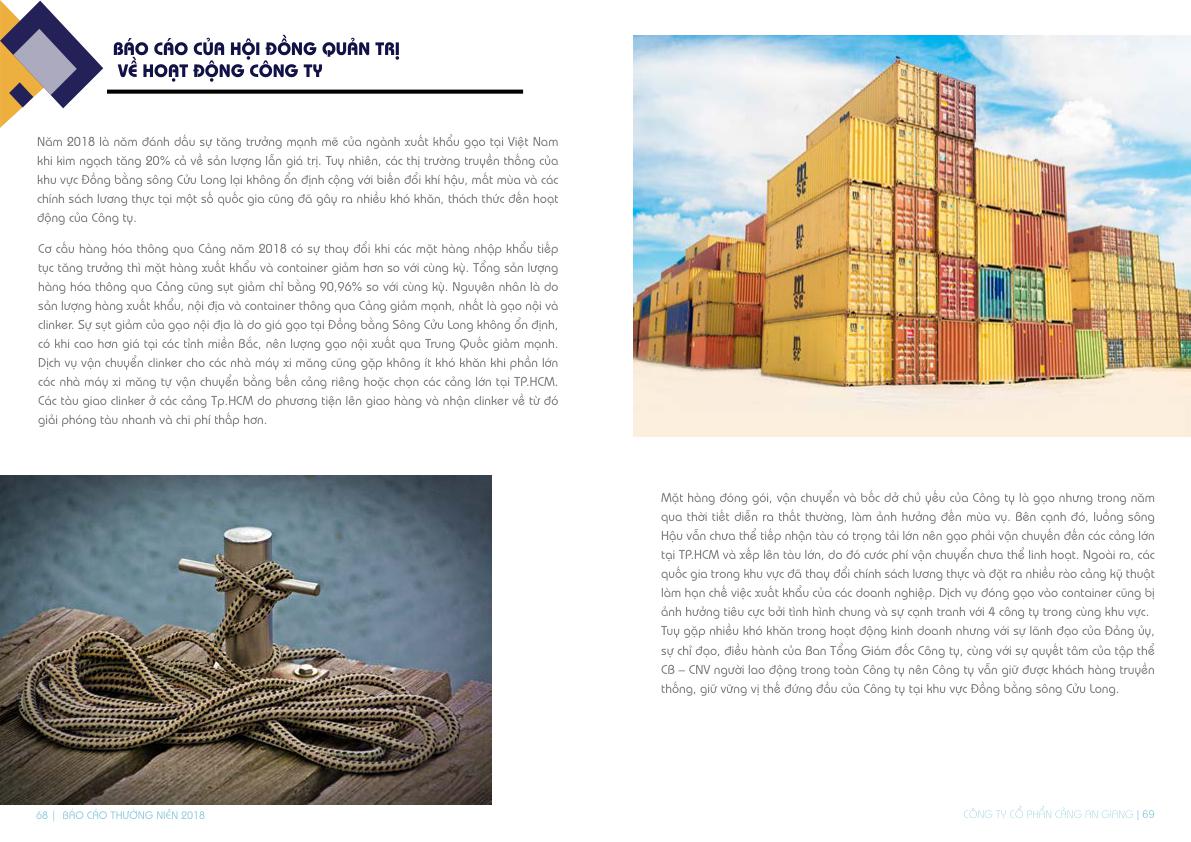 BÁO CÁO CỦA HỘI ĐỒNG QUẢN TRỊ
VỀ HOẠT ĐỘNG CÔNG TY
Năm 2018 là năm đánh dấu sự tăng trưởng mạnh mẽ của ngành xuất khẩu gạo tại Việt Nam
khi kim ngạch tăng 20% cả về sản lượng lẫn giá trị. Tuy nhiên, các thị trường truyền thống của
khu vực Đồng bằng sông Cửu Long lại không ổn định cộng với biến đổi khí hậu, mất mùa và các
chính sách lương thực tại một số quốc gia cũng đã gây ra nhiều khó khăn, thách thức đến hoạt
động của Công ty.
Cơ cấu hàng hóa thông qua Cảng năm 2018 có sự thay đổi khi các mặt hàng nhập khẩu tiếp
tục tăng trưởng thì mặt hàng xuất khẩu và container giảm hơn so với cùng kỳ. Tổng sản lượng
hàng hóa thông qua Cảng cũng sụt giảm chỉ bằng 90,96% so với cùng kỳ. Nguyên nhân là do
sản lượng hàng xuất khẩu, nội địa và container thông qua Cảng giảm mạnh, nhất là gạo nội và
clinker. Sự sụt giảm của gạo nội địa là do giá gạo tại Đồng bằng Sông Cửu Long không ổn định,
có khi cao hơn giá tại các tỉnh miền Bắc, nên lượng gạo nội xuất qua Trung Quốc giảm mạnh.
Dịch vụ vận chuyển clinker cho các nhà máy xi măng cũng gặp không ít khó khăn khi phần lớn
các nhà máy xi măng tự vận chuyển bằng bến cảng riêng hoặc chọn các cảng lớn tại TP.HCM.
Các tàu giao clinker ở các cảng Tp.HCM do phương tiện lên giao hàng và nhận clinker về từ đó
giải phóng tàu nhanh và chi phí thấp hơn.
MSC
MSC
MSC
MSC
Mặt hàng đóng gói, vận chuyển và bốc dỡ chủ yếu của Công ty là gạo nhưng trong năm
qua thời tiết diễn ra thất thường, làm ảnh hưởng đến mùa vụ. Bên cạnh đó, luồng sông
Hậu vẫn chưa thể tiếp nhận tàu có trọng tải lớn nên gạo phải vận chuyển đến các cảng lớn
tại TP.HCM và xếp lên tàu lớn, do đó cước phí vận chuyển chưa thể linh hoạt. Ngoài ra, các
quốc gia trong khu vực đã thay đổi chính sách lương thực và đặt ra nhiều rào cảng kỹ thuật
làm hạn chế việc xuất khẩu của các doanh nghiệp. Dịch vụ đóng gạo vào container cũng bị
ảnh hưởng tiêu cực bởi tình hình chung và sự cạnh tranh với 4 công ty trong cùng khu vực.
Tuy gặp nhiều khó khăn trong hoạt động kinh doanh nhưng với sự lãnh đạo của Đảng ủy,
sự chỉ đạo, điều hành của Ban Tổng Giám đốc Công ty, cùng với sự quyết tâm của tập thể
CB – CNV người lao động trong toàn Công ty nên Công ty vẫn giữ được khách hàng truyền
thống, giữ vững vị thế đứng đầu của Công ty tại khu vực Đồng bằng sông Cửu Long.
68 | BÁO CÁO THƯỜNG NIÊN 2018
CÔNG TY CỔ PHẦN CẢNG AN GIANG | 69